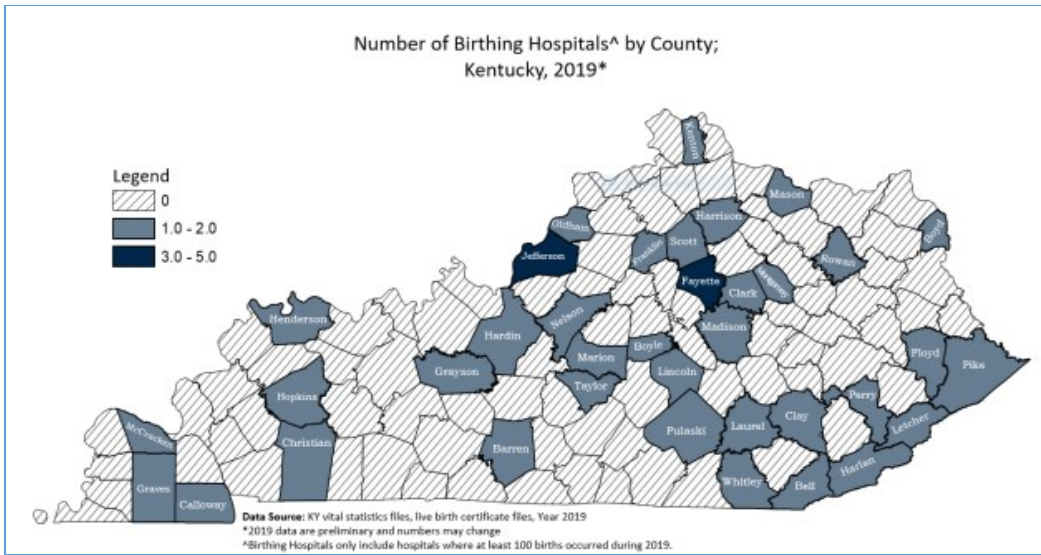 Number of Birthing Hospitals^ by County;
Kentucky, 2019*
Legend
0
1.0 - 2.0
3.0 - 5.0
Kenton
Mason
Harrison
Oldham
Franklin
Scott
Boyd
Jefferson
Rowan
Fayette
Clark
Montgomery
Henderson
Nelson
Madison
Hardin
Marion
Boyle
Floyd
Pike
Grayson
Lincoln
Taylor
Perry
Hopkins
Clay
Letcher
Laurel
Pulaski
McCracken
Christian
Barren
Harlan
Whitley
Bell
Graves
Calloway
Data Source: KY vital statistics files, live birth certificate files, Year 2019
*2019 data are preliminary and numbers may change
^Birthing Hospitals only include hospitals where at least 100 births occurred during 2019.